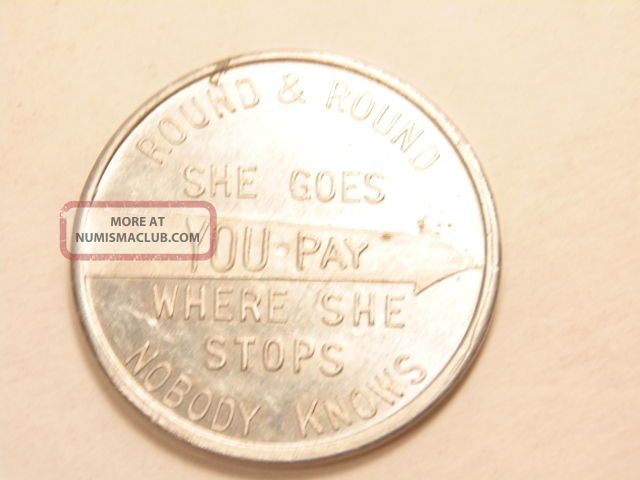 ROUND & ROUND
SHE GOES
YOU PAY
WHERE SHE
STOPS
NOBODY KNOWS
MORE AT
NUMISMACLUB.COM